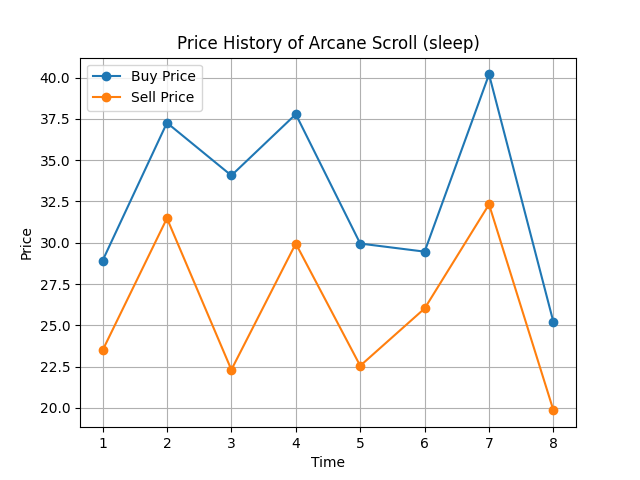 Price History of Arcane Scroll (sleep)
Buy Price
Sell Price
Price
40.0
37.5
35.0
32.5
30.0
27.5
25.0
22.5
20.0
1 2 3 4 5 6 7 8
Time